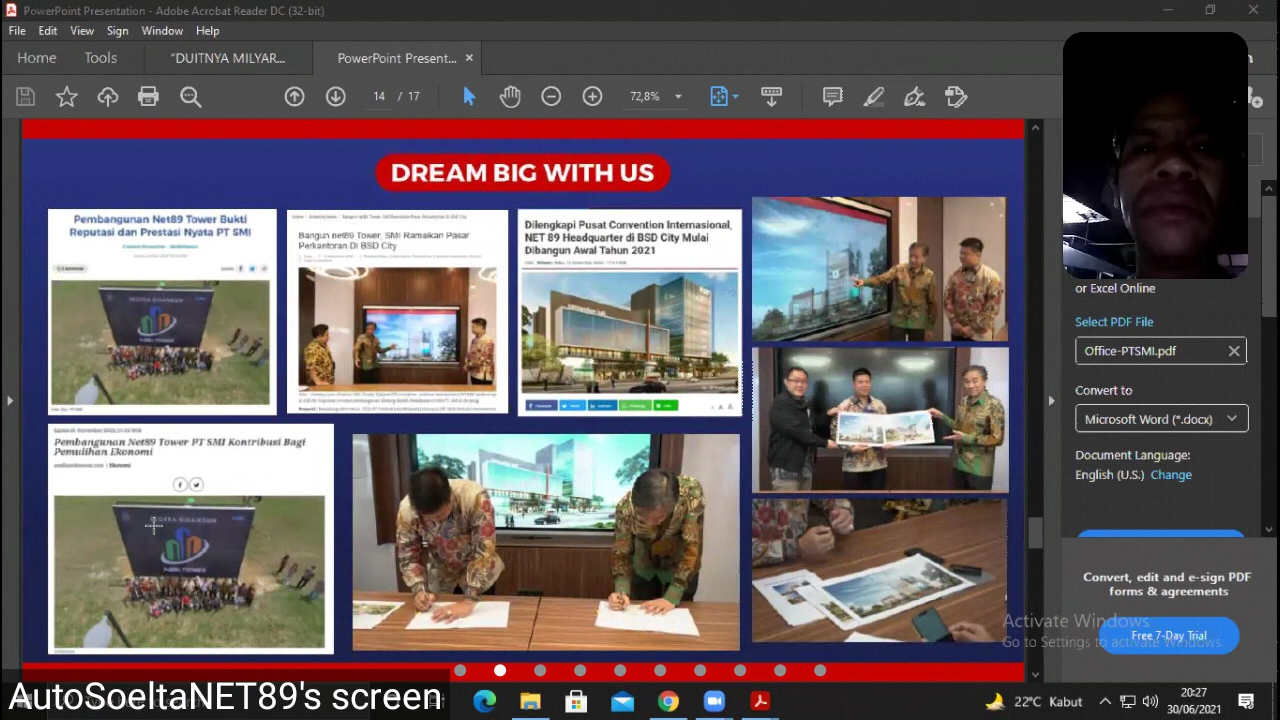 PowerPoint Presentation - Adobe Acrobat Reader DC (32-bit)
File Edit View Sign Window Help
Home Tools "DUITNYA MILYAR... PowerPoint Present...
14 / 17 72,8%
DREAM BIG WITH US
Pembangunan Net89 Tower Bukti
Reputasi dan Prestasi Nyata PT SMI
Bangun net89 Tower, SMI Ramaikan Pasar
Perkantoran Di BSD City
Dilengkapi Pusat Convention Internasional,
NET 89 Headquarter di BSD City Mulai
Dibangun Awal Tahun 2021
Pembangunan Net89 Tower PT SMI Kontribusi Bagi
Pemulihan Ekonomi
SEGERA DIBANGUN
or Excel Online
Select PDF File
Office-PTSMI.pdf
Convert to
Microsoft Word (*.docx)
Document Language:
English (U.S.) Change
Convert, edit and e-sign PDF
forms & agreements
Free 7-Day Trial
Activate Windows
Go to Settings to activate Windows.
AutoSoeltaNET89's screen
22°C Kabut
20:27
30/06/2021